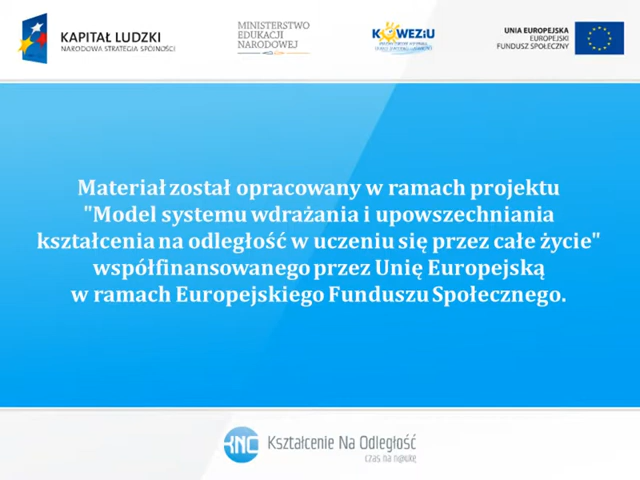 KAPITAŁ LUDZKI
NARODOWA STRATEGIA SPÓJNOŚCI
MINISTERSTWO
EDUKACJI
NARODOWEJ
KOWEZiU
UNIA EUROPEJSKA
EUROPEJSKI
FUNDUSZ SPOŁECZNY
Materiał został opracowany w ramach projektu
"Model systemu wdrażania i upowszechniania
kształcenia na odległość w uczeniu się przez całe życie"
współfinansowanego przez Unię Europejską
w ramach Europejskiego Funduszu Społecznego.
KNO Kształcenie Na Odległość
czas na naukę